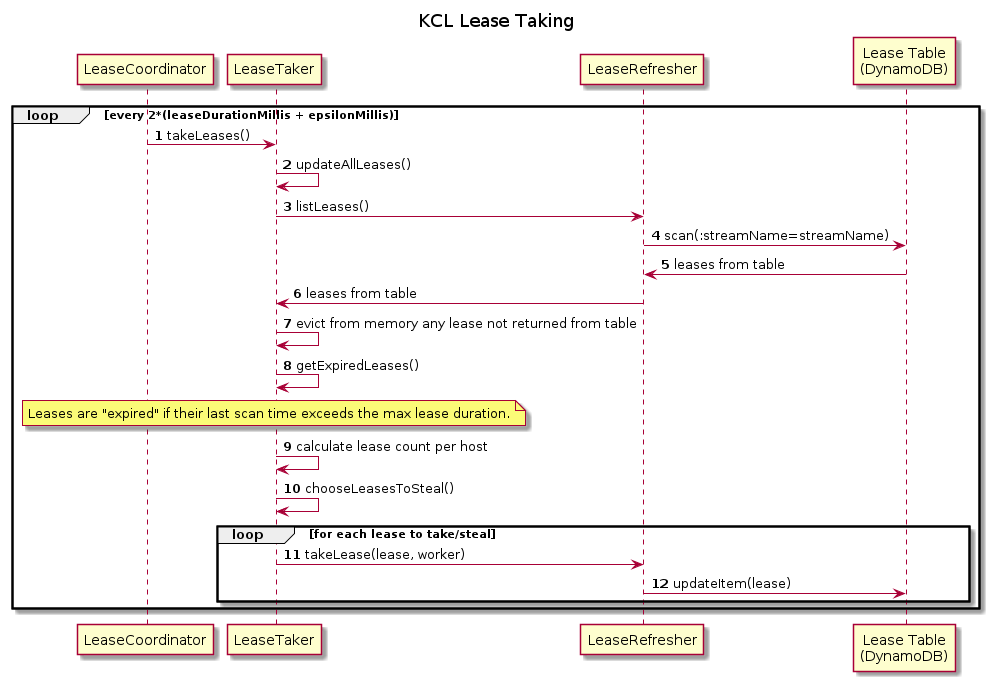 KCL Lease Taking
LeaseCoordinator
LeaseTaker
LeaseRefresher
Lease Table
(DynamoDB)
loop
[every 2*(leaseDurationMillis + epsilonMillis)]
1 takeLeases()
2 updateAllLeases()
3 listLeases()
4 scan(:streamName=streamName)
5 leases from table
6 leases from table
7 evict from memory any lease not returned from table
8 getExpiredLeases()
Leases are "expired" if their last scan time exceeds the max lease duration.
9 calculate lease count per host
10 chooseLeasesToSteal()
loop
[for each lease to take/steal]
11 takeLease(lease, worker)
12 updateItem(lease)
LeaseCoordinator
LeaseTaker
LeaseRefresher
Lease Table
(DynamoDB)